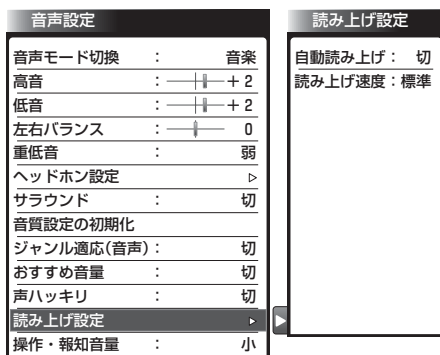 音声設定
音声モード切換 : 音楽
高音 : +2
低音 : +2
左右バランス : 0
重低音 : 弱
ヘッドホン設定
サラウンド : 切
音質設定の初期化
ジャンル適応(音声) : 切
おすすめ音量 : 切
声ハッキリ : 切
読み上げ設定
操作・報知音量 : 小
読み上げ設定
自動読み上げ : 切
読み上げ速度 : 標準